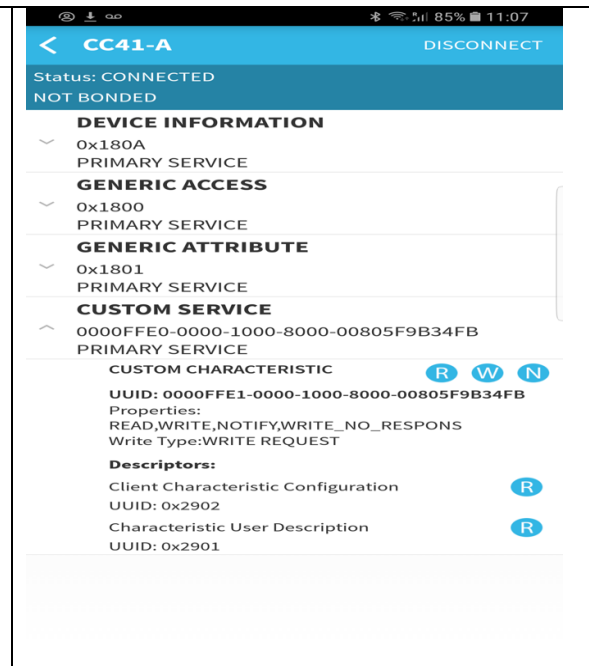 85% 11:07
CC41-A DISCONNECT
Status: CONNECTED
NOT BONDED
DEVICE INFORMATION
0x180A
PRIMARY SERVICE
GENERIC ACCESS
0x1800
PRIMARY SERVICE
GENERIC ATTRIBUTE
0x1801
PRIMARY SERVICE
CUSTOM SERVICE
0000FFE0-0000-1000-8000-00805F9B34FB
PRIMARY SERVICE
CUSTOM CHARACTERISTIC R W N
UUID: 0000FFE1-0000-1000-8000-00805F9B34FB
Properties:
READ,WRITE,NOTIFY,WRITE_NO_RESPONS
Write Type:WRITE REQUEST
Descriptors:
Client Characteristic Configuration R
UUID: 0x2902
Characteristic User Description R
UUID: 0x2901